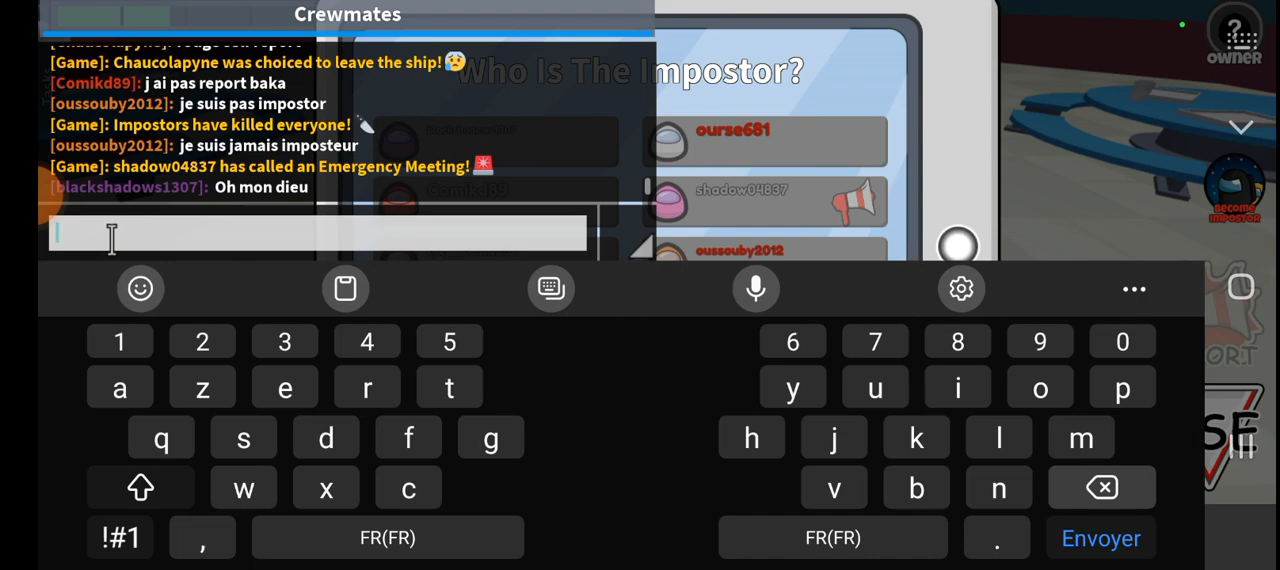 Crewmates
[Game]: Chaucolapyne was choiced to leave the ship!😰
[Comikd89]: j ai pas report baka
[oussouby2012]: je suis pas impostor
[Game]: Impostors have killed everyone! 🔪
[oussouby2012]: je suis jamais imposteur
[Game]: shadow04837 has called an Emergency Meeting!🚨
[blackshadows1307]: Oh mon dieu
Who Is The Impostor?
ourse681
Comikd89
shadow04837
oussouby2012
?
OWNER
BECOME
IMPOSTOR
ORT
SE
1 2 3 4 5 6 7 8 9 0
a z e r t y u i o p
q s d f g h j k l m
w x c v b n
!#1 , FR(FR) FR(FR) . Envoyer